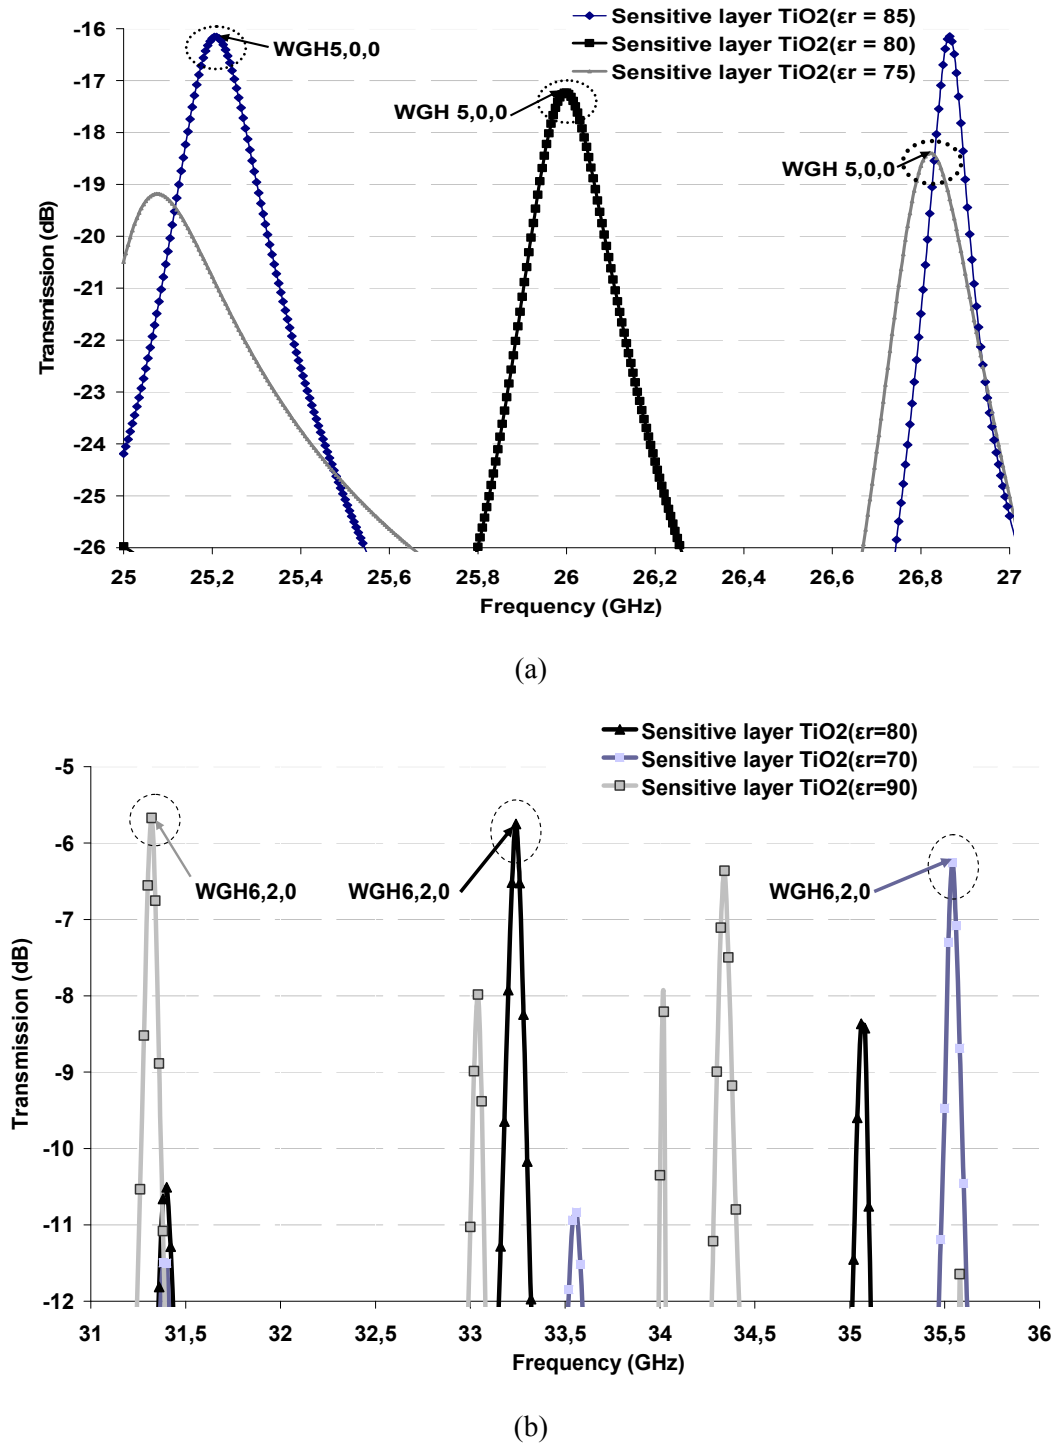 Sensitive layer TiO2(εr = 85)
Sensitive layer TiO2(εr = 80)
Sensitive layer TiO2(εr = 75)
WGH5,0,0
WGH 5,0,0
WGH 5,0,0
Transmission (dB)
-16
-17
-18
-19
-20
-21
-22
-23
-24
-25
-26
25 25,2 25,4 25,6 25,8 26 26,2 26,4 26,6 26,8 27
Frequency (GHz)
(a)
Sensitive layer TiO2(εr=80)
Sensitive layer TiO2(εr=70)
Sensitive layer TiO2(εr=90)
WGH6,2,0 WGH6,2,0 WGH6,2,0
Transmission (dB)
-5
-6
-7
-8
-9
-10
-11
-12
31 31,5 32 32,5 33 33,5 34 34,5 35 35,5 36
Frequency (GHz)
(b)